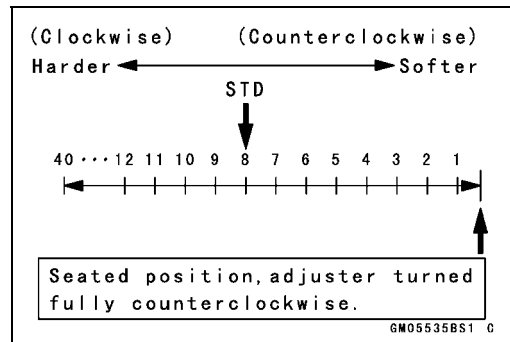 (Clockwise) (Counterclockwise)
Harder Softer
STD
40 ··· 12 11 10 9 8 7 6 5 4 3 2 1
Seated position, adjuster turned
fully counterclockwise.
GM05535BS1 C